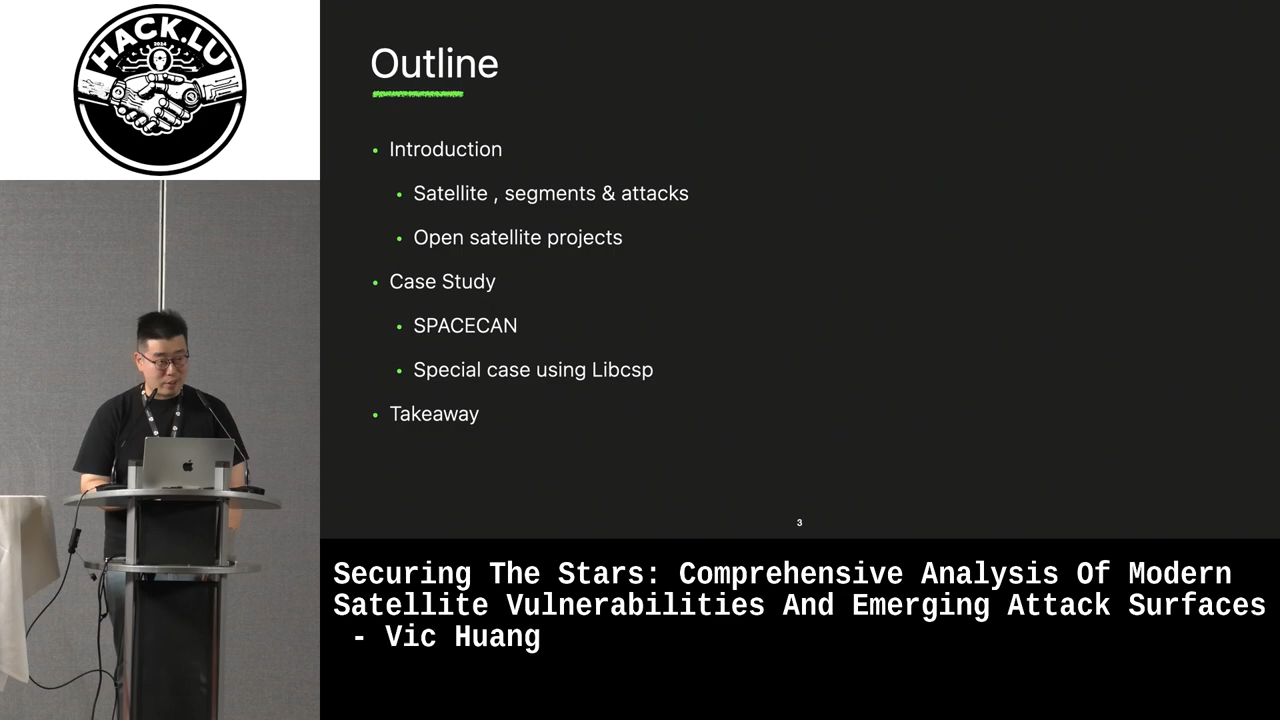 HACK.LU
2024
Outline
• Introduction
• Satellite , segments & attacks
• Open satellite projects
• Case Study
• SPACECAN
• Special case using Libcsp
• Takeaway
3
Securing The Stars: Comprehensive Analysis Of Modern
Satellite Vulnerabilities And Emerging Attack Surfaces
- Vic Huang